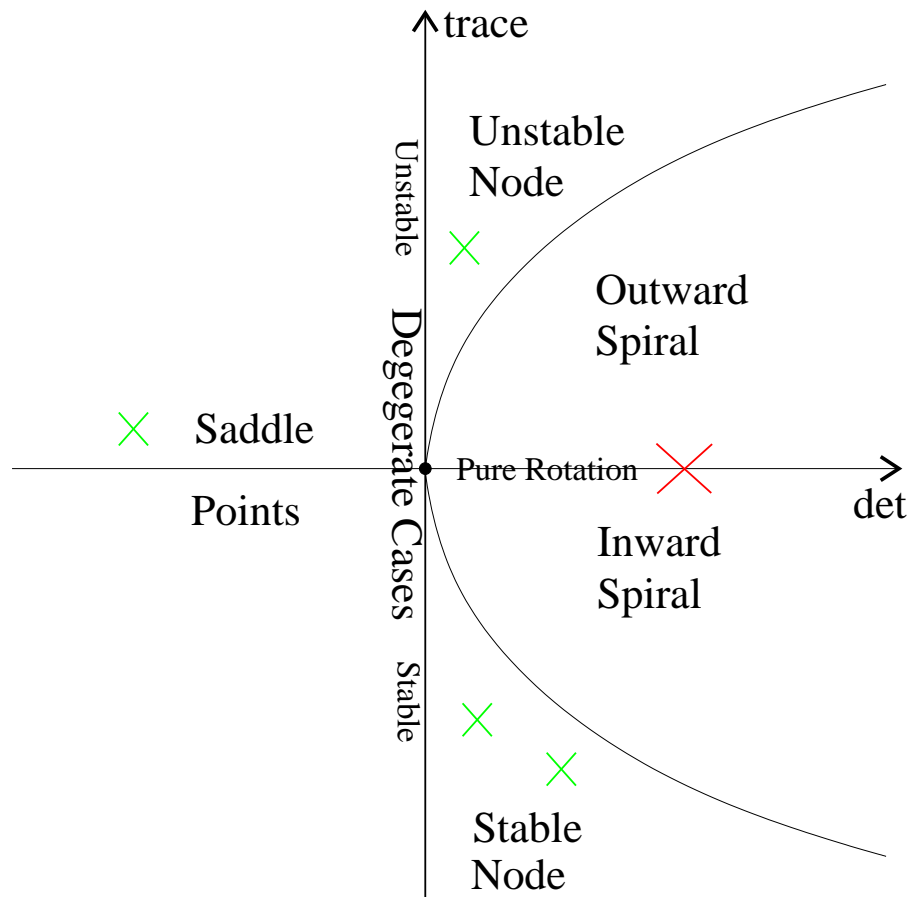 trace
Unstable
Node
Unstable
Outward
Spiral
Degegerate Cases
Saddle
Pure Rotation
det
Points
Inward
Spiral
Stable
Stable
Node